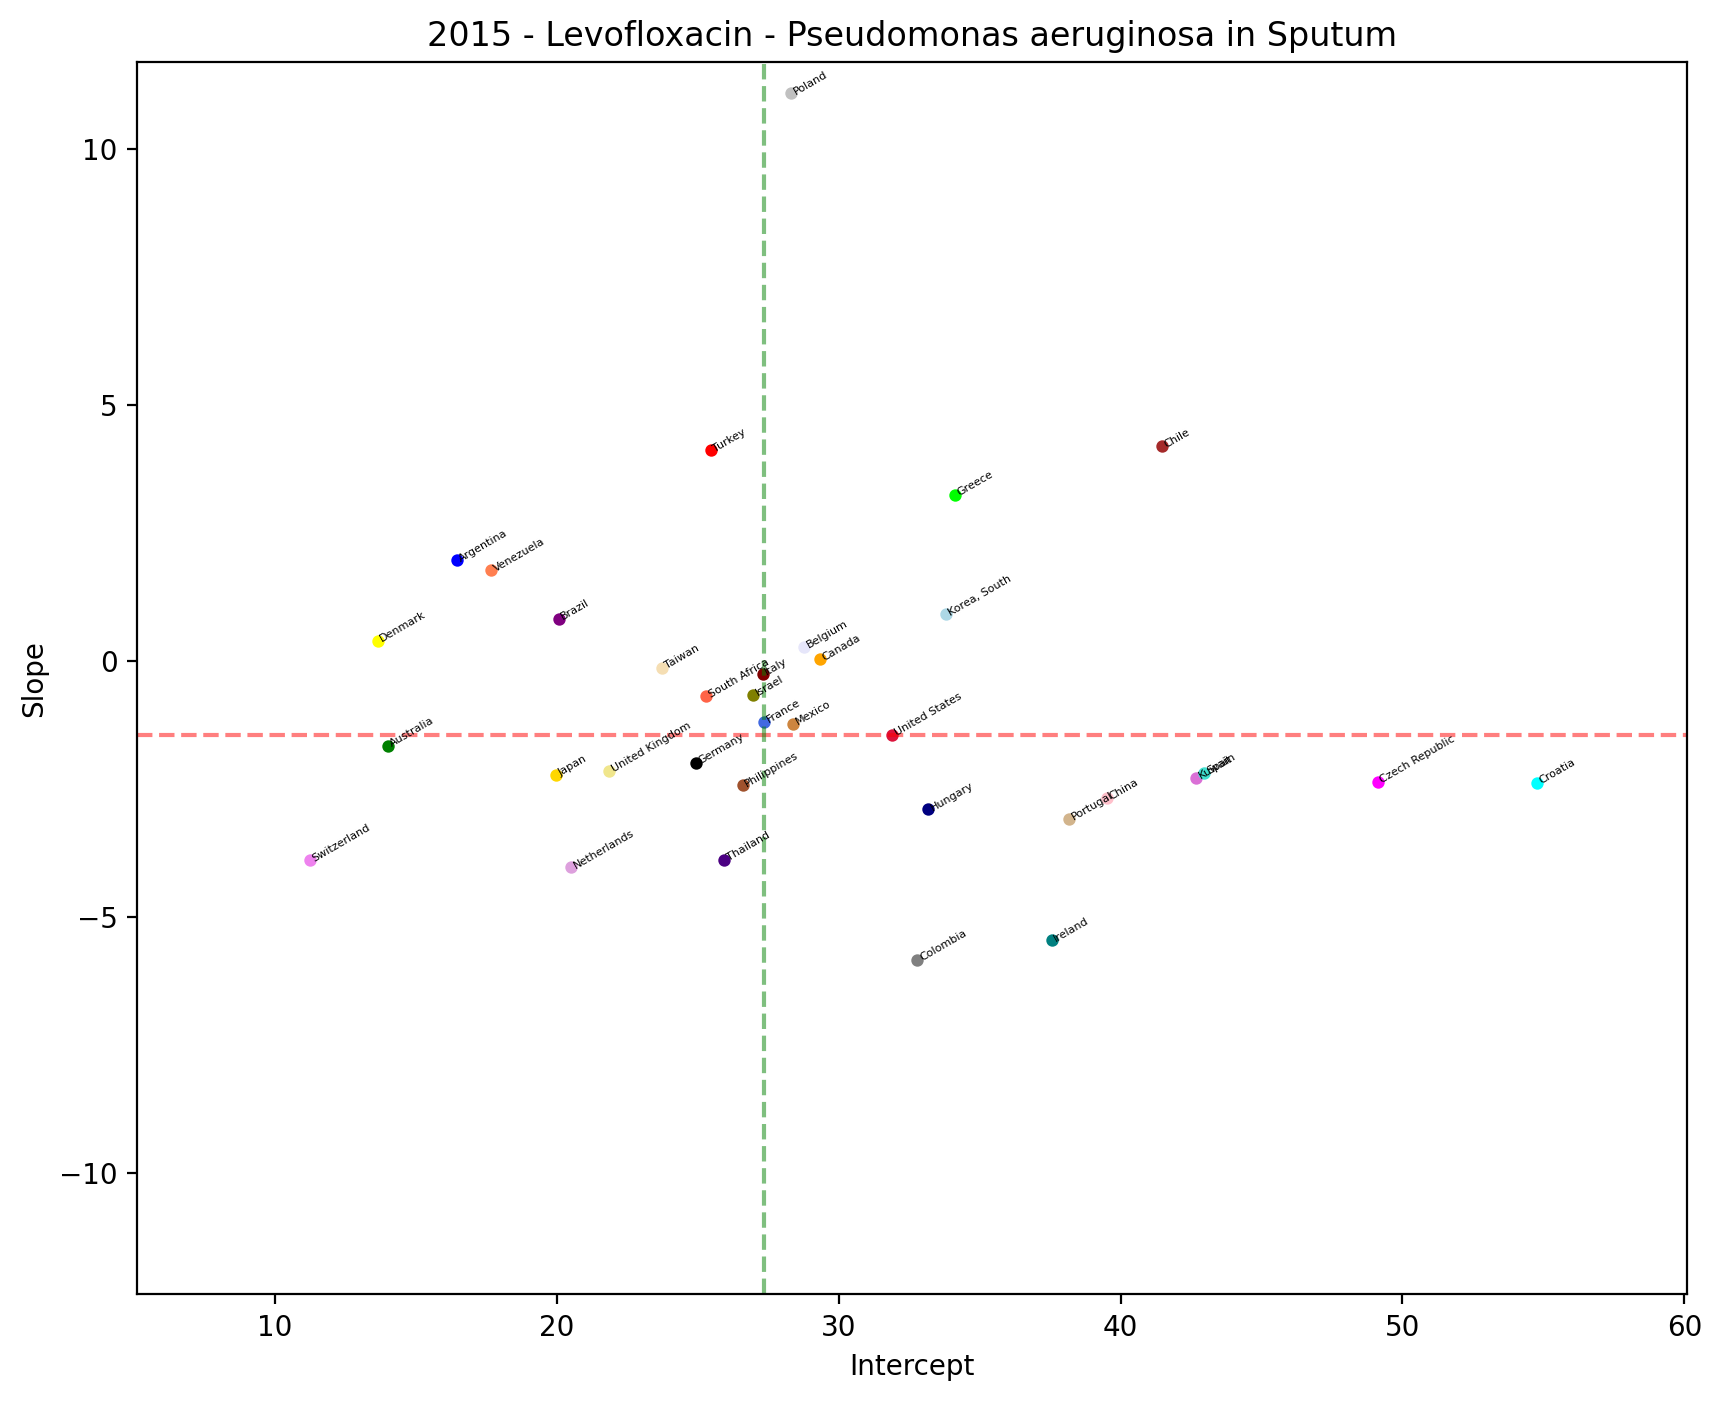 2015 - Levofloxacin - Pseudomonas aeruginosa in Sputum
Poland
10
5
Turkey
Chile
Greece
Argentina
Venezuela
Korea, South
Brazil
Denmark
Belgium
Canada
0
Taiwan
South Africa
Italy
Israel
Slope
France
Mexico
United States
Australia
United Kingdom
Germany
Japan
Philippines
Kuwait
Spain
Czech Republic
Croatia
Hungary
Portugal
China
Switzerland
Netherlands
Thailand
−5
Ireland
Colombia
−10
10
20
30
40
50
60
Intercept